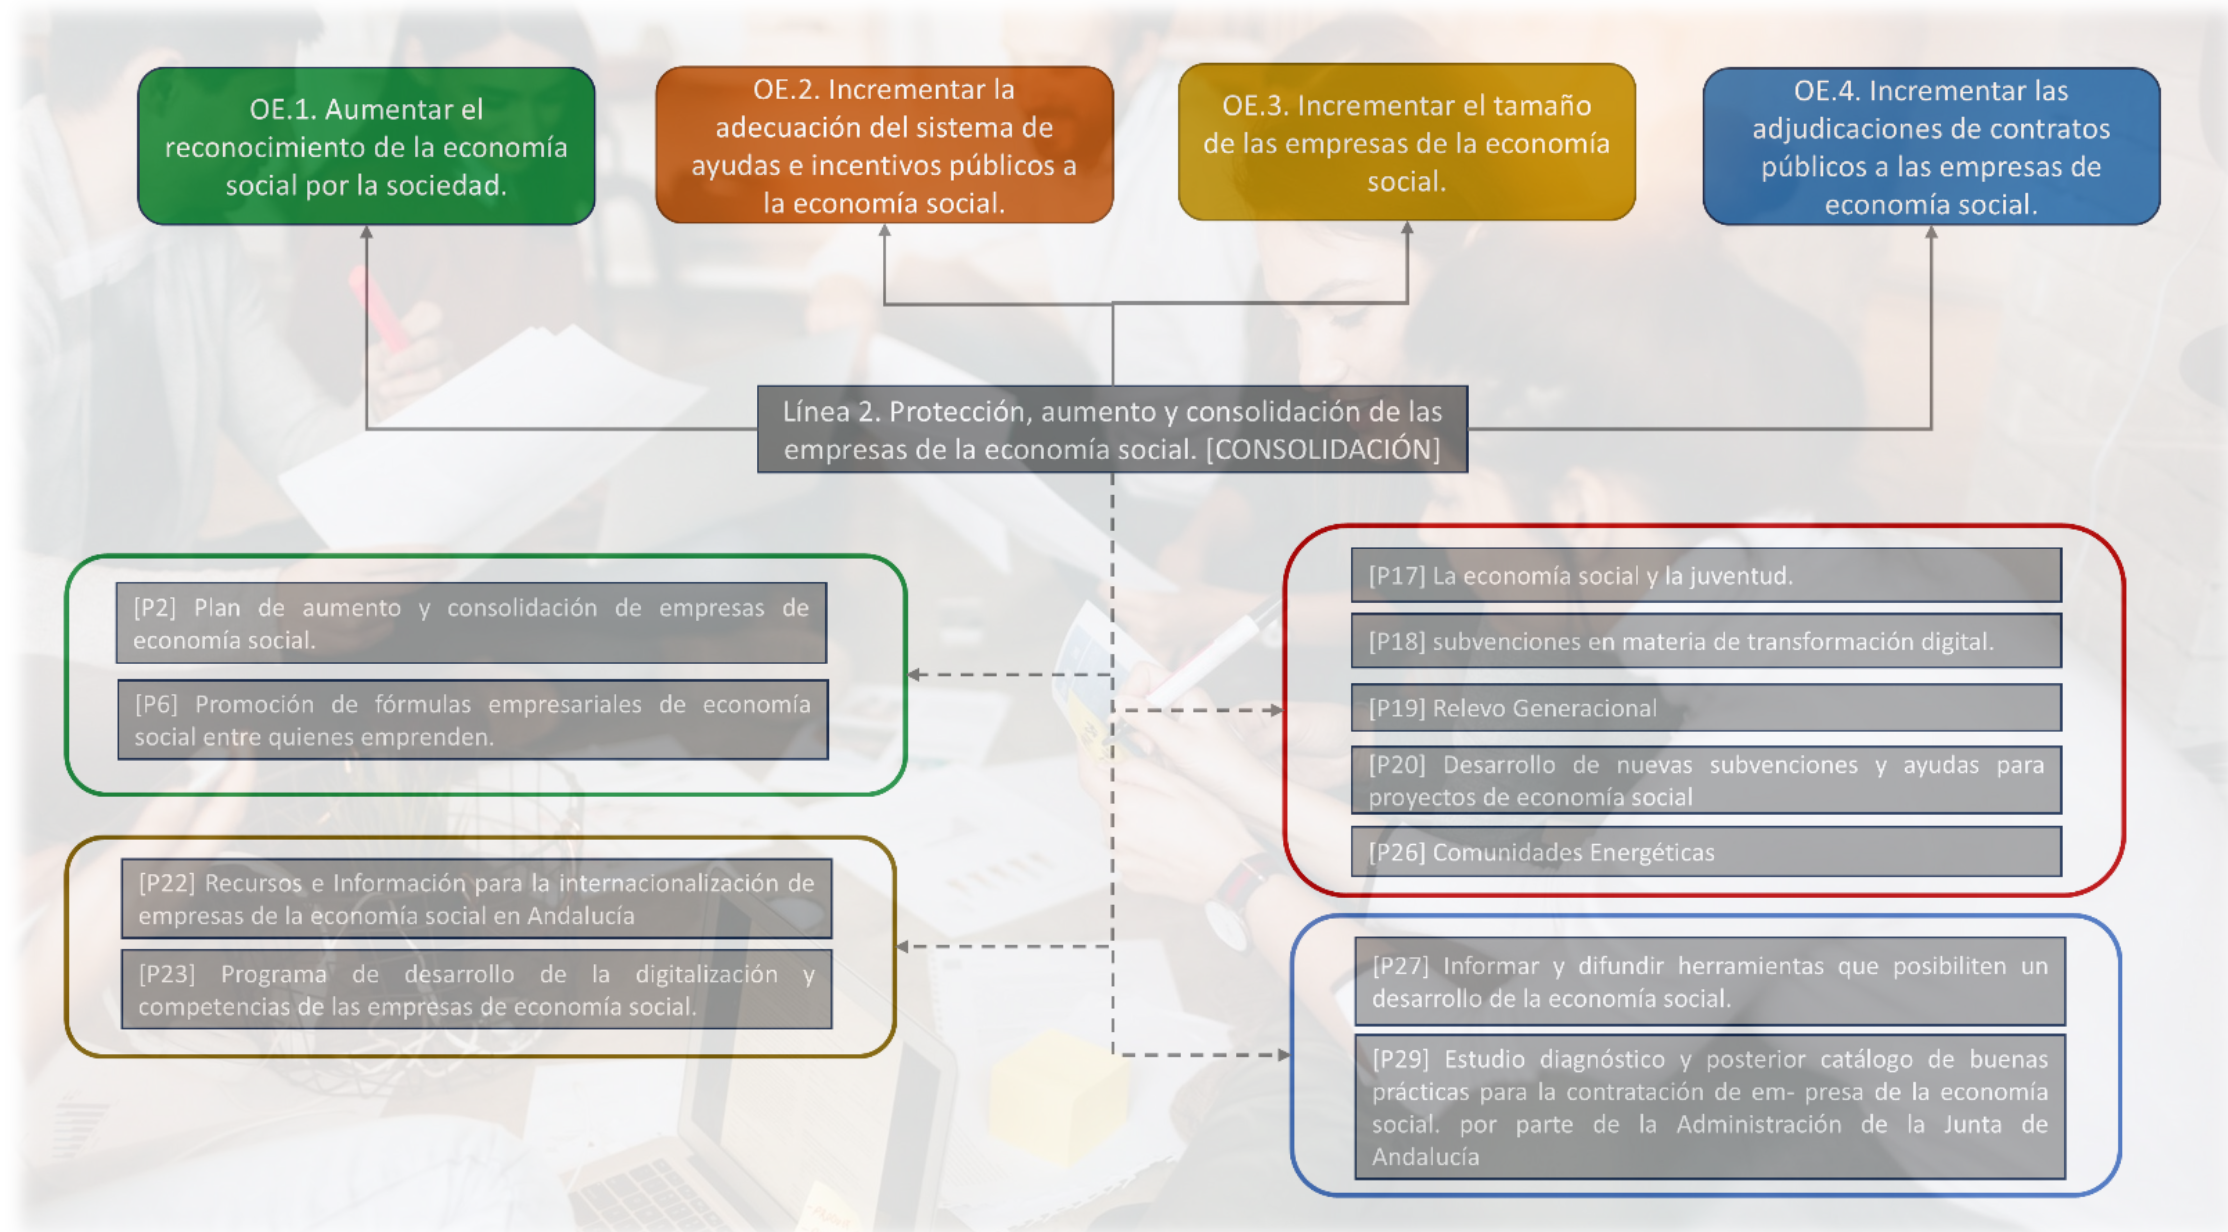 OE.1. Aumentar el
reconocimiento de la economía
social por la sociedad.
OE.2. Incrementar la
adecuación del sistema de
ayudas e incentivos públicos a
la economía social.
OE.3. Incrementar el tamaño
de las empresas de la economía
social.
OE.4. Incrementar las
adjudicaciones de contratos
públicos a las empresas de
economía social.
Línea 2. Protección, aumento y consolidación de las
empresas de la economía social. [CONSOLIDACIÓN]
[P2] Plan de aumento y consolidación de empresas de
economía social.
[P6] Promoción de fórmulas empresariales de economía
social entre quienes emprenden.
[P22] Recursos e Información para la internacionalización de
empresas de la economía social en Andalucía
[P23] Programa de desarrollo de la digitalización y
competencias de las empresas de economía social.
[P17] La economía social y la juventud.
[P18] subvenciones en materia de transformación digital.
[P19] Relevo Generacional
[P20] Desarrollo de nuevas subvenciones y ayudas para
proyectos de economía social
[P26] Comunidades Energéticas
[P27] Informar y difundir herramientas que posibiliten un
desarrollo de la economía social.
[P29] Estudio diagnóstico y posterior catálogo de buenas
prácticas para la contratación de em- presa de la economía
social. por parte de la Administración de la Junta de
Andalucía